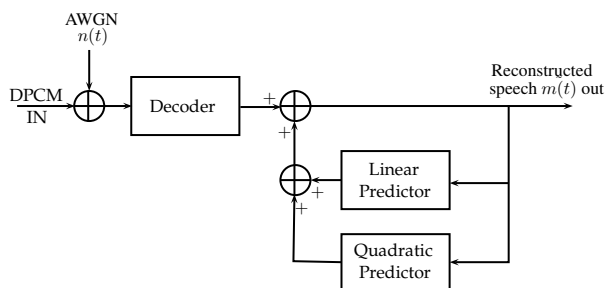 AWGN
n(t)
DPCM
IN
Decoder
+
+
Reconstructed
speech m̂(t) out
+
+
Linear
Predictor
Quadratic
Predictor